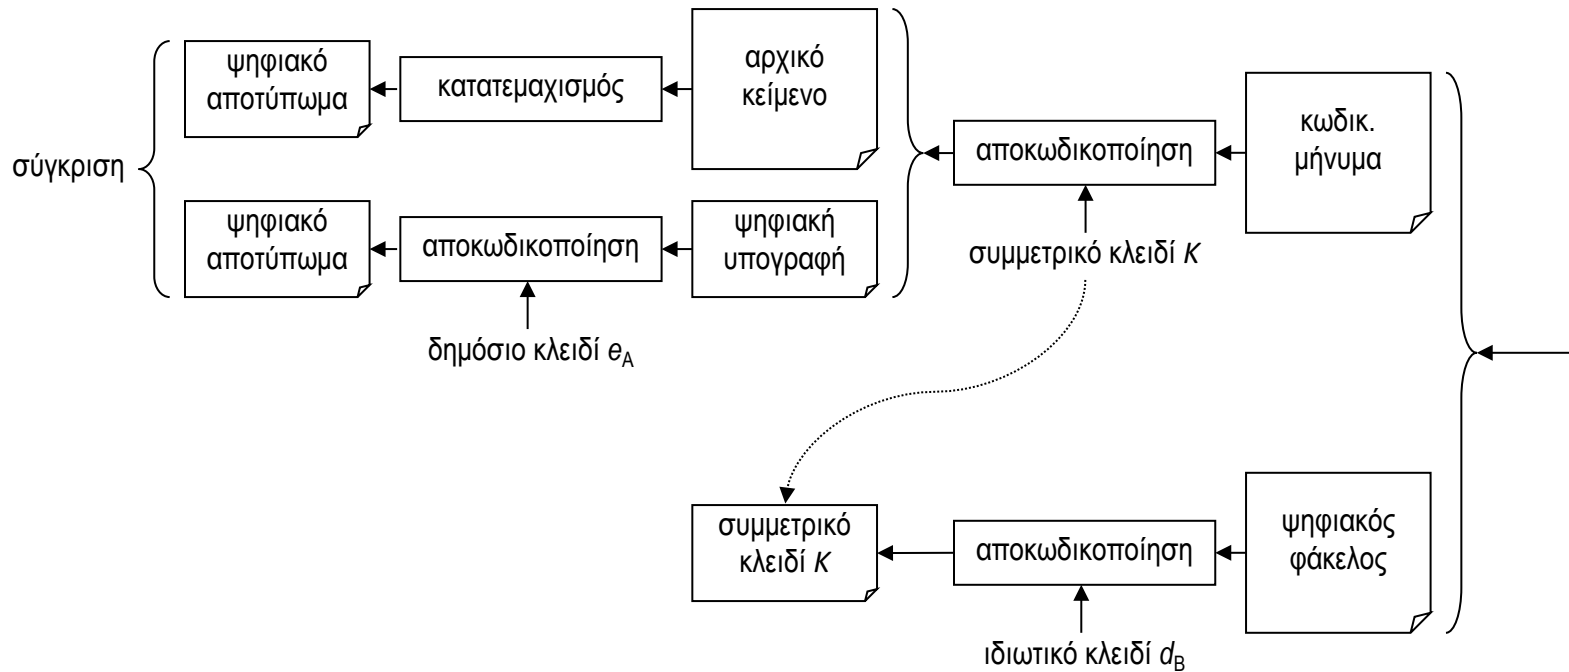 σύγκριση
ψηφιακό
αποτύπωμα
κατατεμαχισμός
αρχικό
κείμενο
ψηφιακό
αποτύπωμα
αποκωδικοποίηση
ψηφιακή
υπογραφή
δημόσιο κλειδί eA
αποκωδικοποίηση
συμμετρικό κλειδί K
κωδικ.
μήνυμα
συμμετρικό
κλειδί K
αποκωδικοποίηση
ψηφιακός
φάκελος
ιδιωτικό κλειδί dB